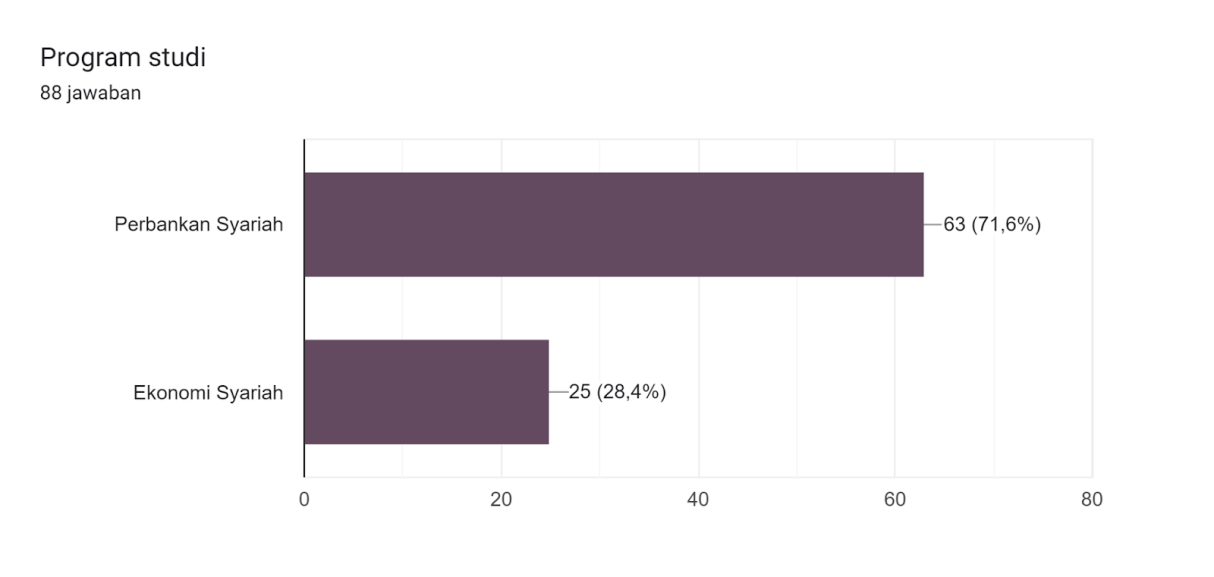 Program studi
88 jawaban
Perbankan Syariah
63 (71,6%)
Ekonomi Syariah
25 (28,4%)
0 20 40 60 80